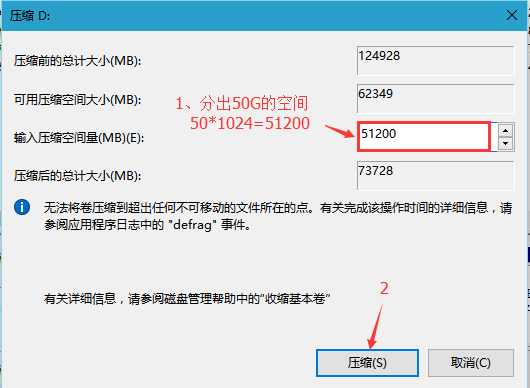 压缩 D:
压缩前的总计大小(MB):
124928
可用压缩空间大小(MB):
62349
1、分出50G的空间
50*1024=51200
输入压缩空间量(MB)(E):
51200
压缩后的总计大小(MB):
73728
无法将卷压缩到超出任何不可移动的文件所在的点。有关完成该操作时间的详细信息，请
参阅应用程序日志中的 "defrag" 事件。
有关详细信息，请参阅磁盘管理帮助中的"收缩基本卷"
2
压缩(S)
取消(C)